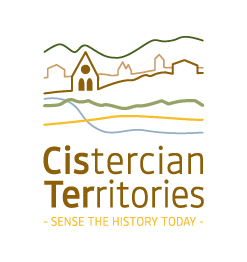 Cistercian
Territories
- SENSE THE HISTORY TODAY -